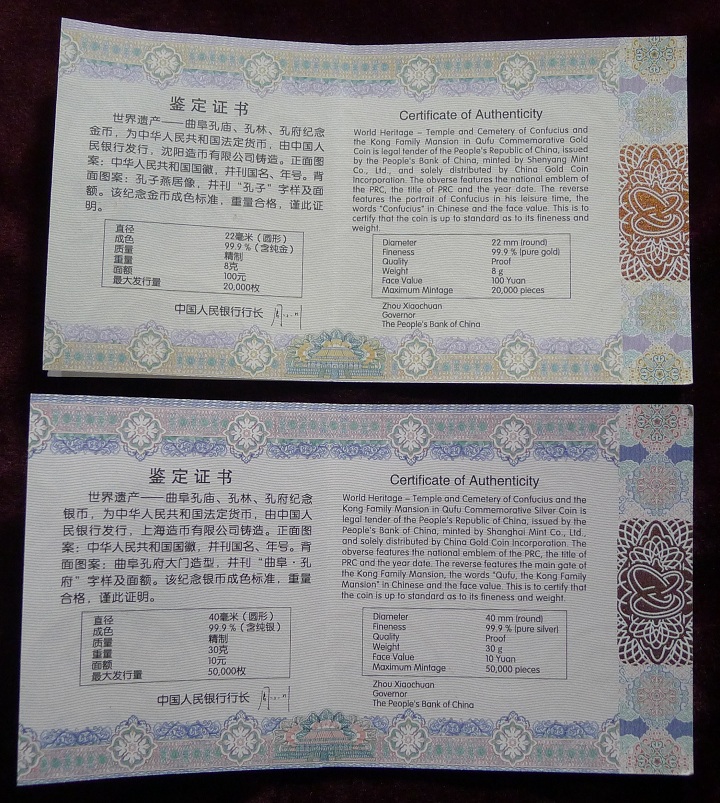 鉴定证书
世界遗产——曲阜孔庙、孔林、孔府纪念
金币，为中华人民共和国法定货币，由中国人
民银行发行，沈阳造币有限公司铸造。正面图
案：中华人民共和国国徽，并刊国名、年号。背
面图案：孔子燕居像，并刊“孔子”字样及面
额。该纪念金币成色标准，重量合格，谨此证
明。
直径 22毫米（圆形）
成色 99.9％（含纯金）
质量 精制
重量 8克
面额 100元
最大发行量 20,000枚
中国人民银行行长
Certificate of Authenticity
World Heritage – Temple and Cemetery of Confucius and
the Kong Family Mansion in Qufu Commemorative Gold
Coin is legal tender of the People's Republic of China, issued
by the People's Bank of China, minted by Shenyang Mint
Co., Ltd., and solely distributed by China Gold Coin
Incorporation. The obverse features the national emblem of
the PRC, the title of PRC and the year date. The reverse
features the portrait of Confucius in his leisure time, the
words "Confucius" in Chinese and the face value. This is to
certify that the coin is up to standard as to its fineness and
weight.
Diameter 22 mm (round)
Fineness 99.9 % (pure gold)
Quality Proof
Weight 8 g
Face Value 100 Yuan
Maximum Mintage 20,000 pieces
Zhou Xiaochuan
Governor
The People's Bank of China
鉴定证书
世界遗产——曲阜孔庙、孔林、孔府纪念
银币，为中华人民共和国法定货币，由中国人
民银行发行，上海造币有限公司铸造。正面图
案：中华人民共和国国徽，并刊国名、年号。背
面图案：曲阜孔府大门造型，并刊“曲阜·孔
府”字样及面额。该纪念银币成色标准，重量
合格，谨此证明。
直径 40毫米（圆形）
成色 99.9％（含纯银）
质量 精制
重量 30克
面额 10元
最大发行量 50,000枚
中国人民银行行长
Certificate of Authenticity
World Heritage – Temple and Cemetery of Confucius and the
Kong Family Mansion in Qufu Commemorative Silver Coin is
legal tender of the People's Republic of China, issued by the
People's Bank of China, minted by Shanghai Mint Co., Ltd.,
and solely distributed by China Gold Coin Incorporation. The
obverse features the national emblem of the PRC, the title of
PRC and the year date. The reverse features the main gate of
the Kong Family Mansion, the words "Qufu, the Kong Family
Mansion" in Chinese and the face value. This is to certify that
the coin is up to standard as to its fineness and weight.
Diameter 40 mm (round)
Fineness 99.9 % (pure silver)
Quality Proof
Weight 30 g
Face Value 10 Yuan
Maximum Mintage 50,000 pieces
Zhou Xiaochuan
Governor
The People's Bank of China